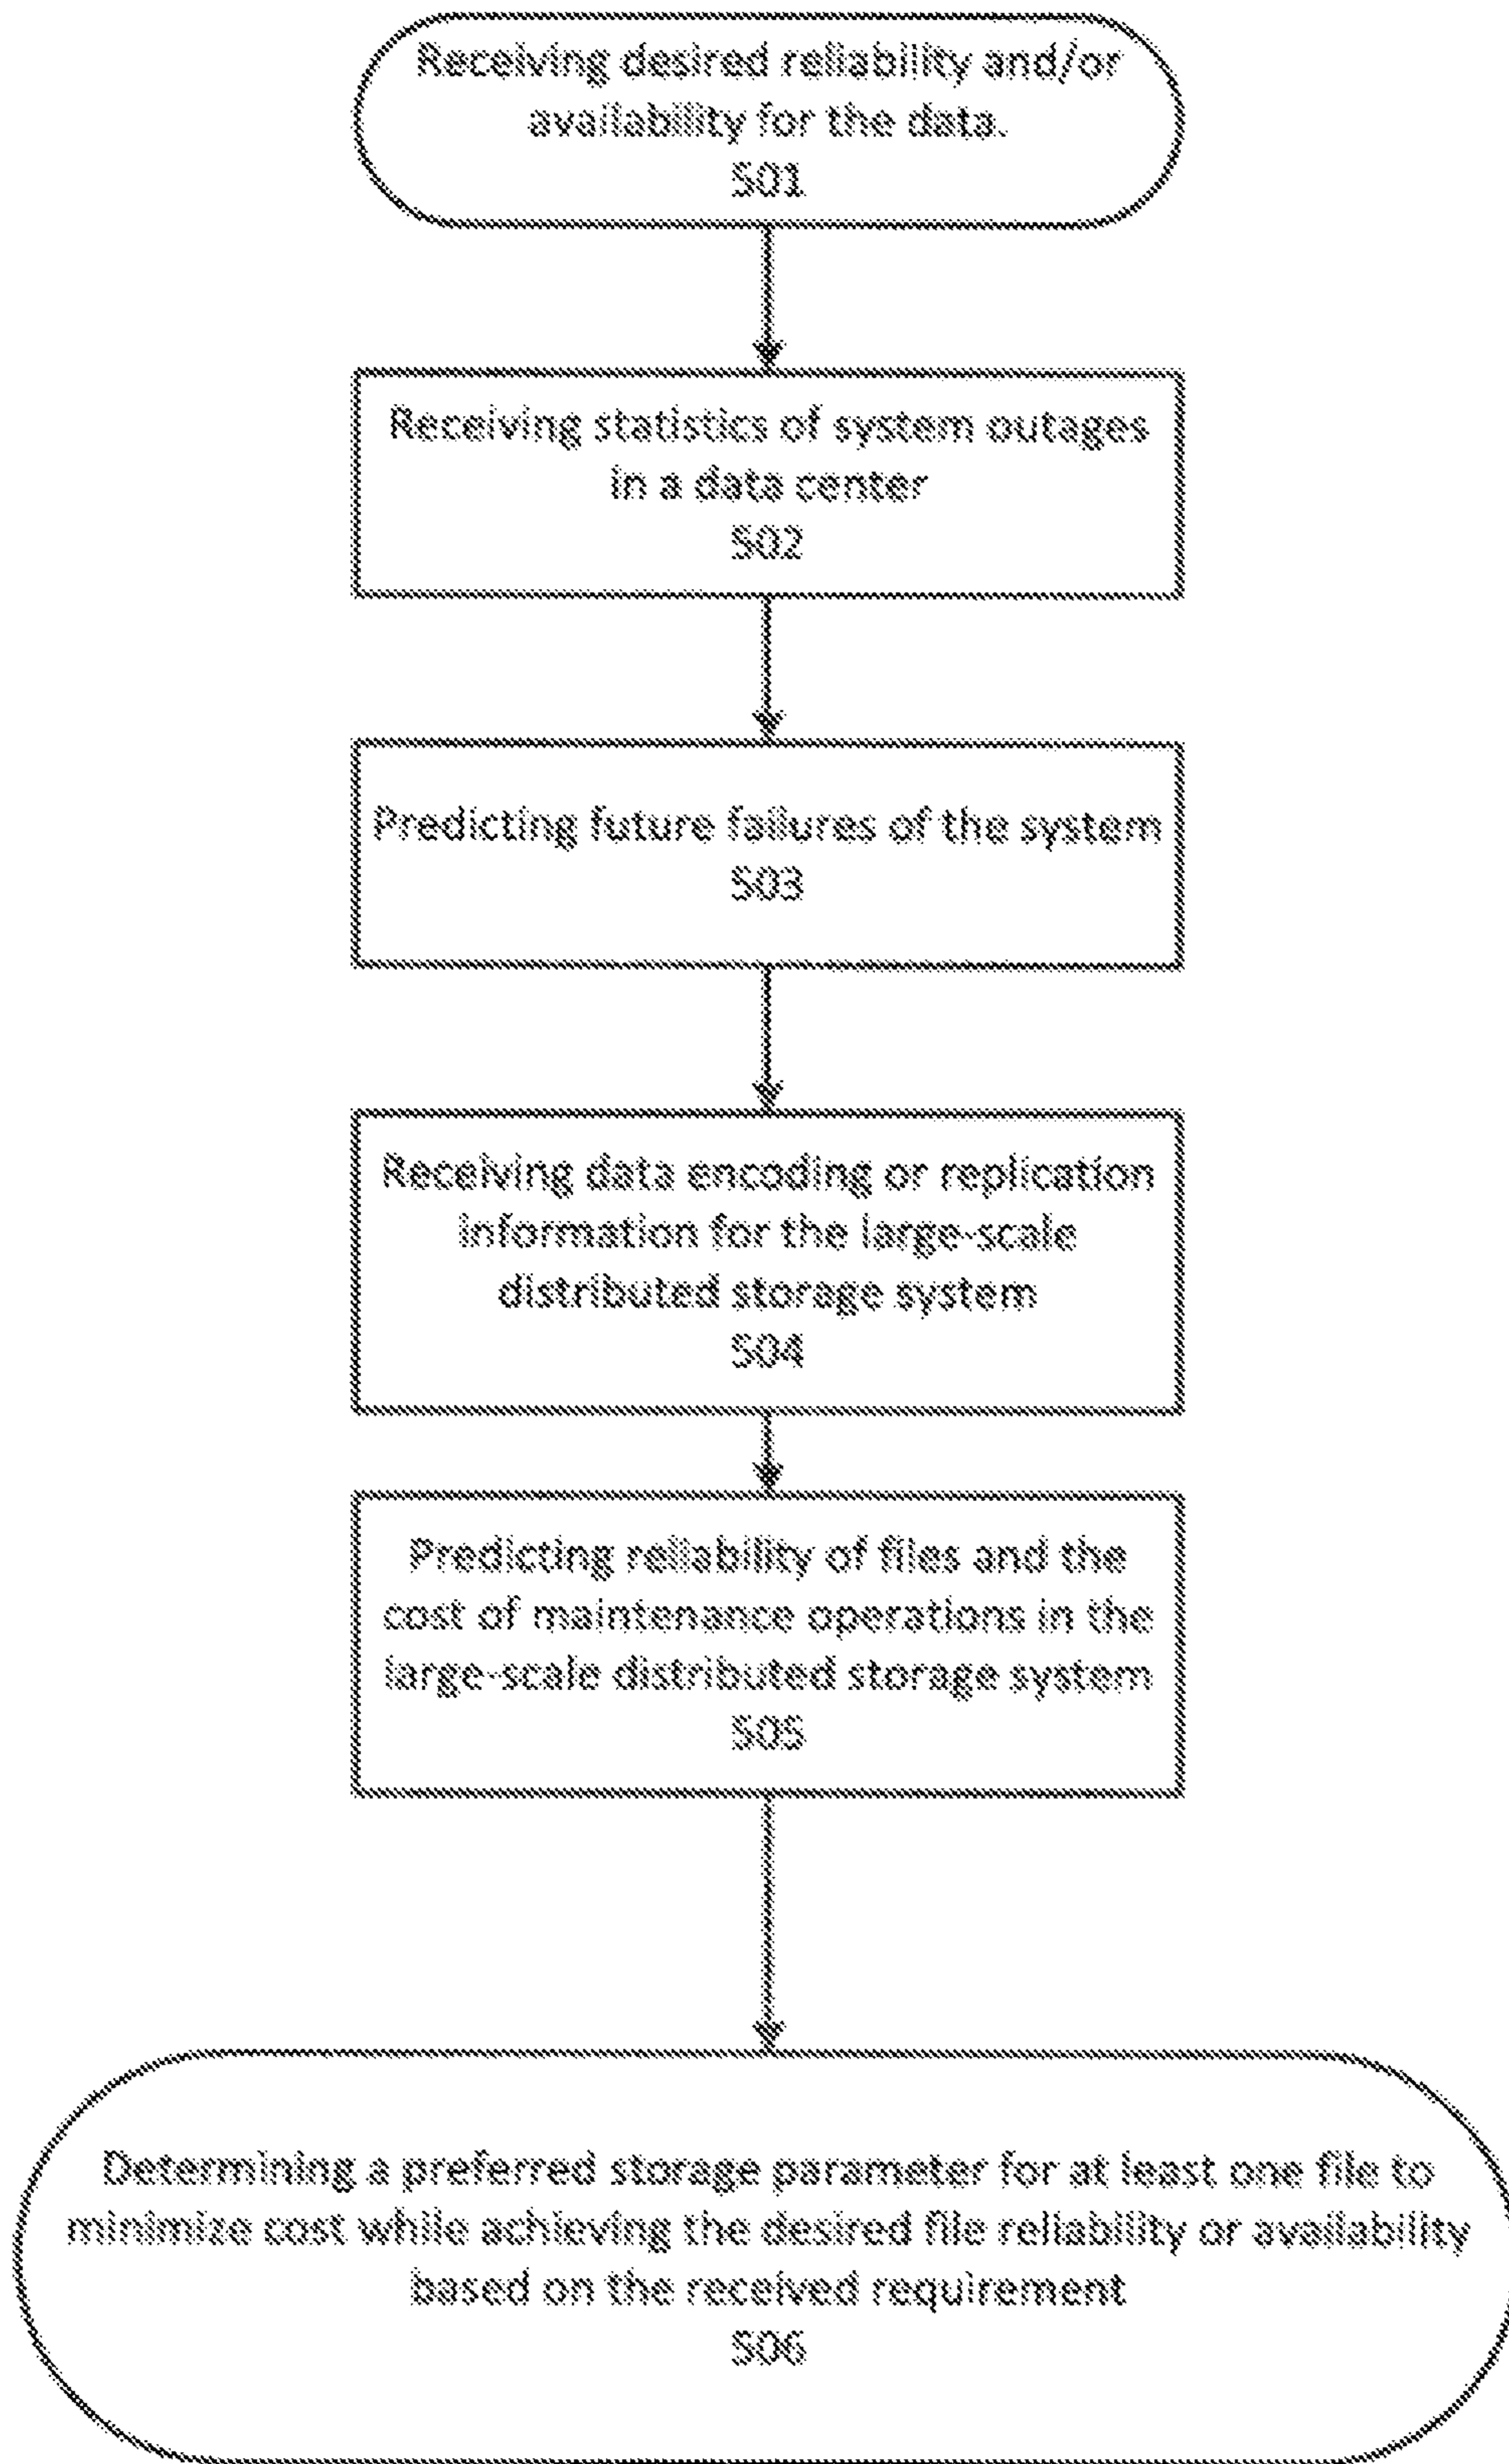 Receiving desired reliability and/or
availability for the data.
S01
Receiving statistics of system outages
in a data center
S02
Predicting future failures of the system
S03
Receiving data encoding or replication
information for the large-scale
distributed storage system
S04
Predicting reliability of files and the
cost of maintenance operations in the
large-scale distributed storage system
S05
Determining a preferred storage parameter for at least one file to
minimize cost while achieving the desired file reliability or availability
based on the received requirement
S06